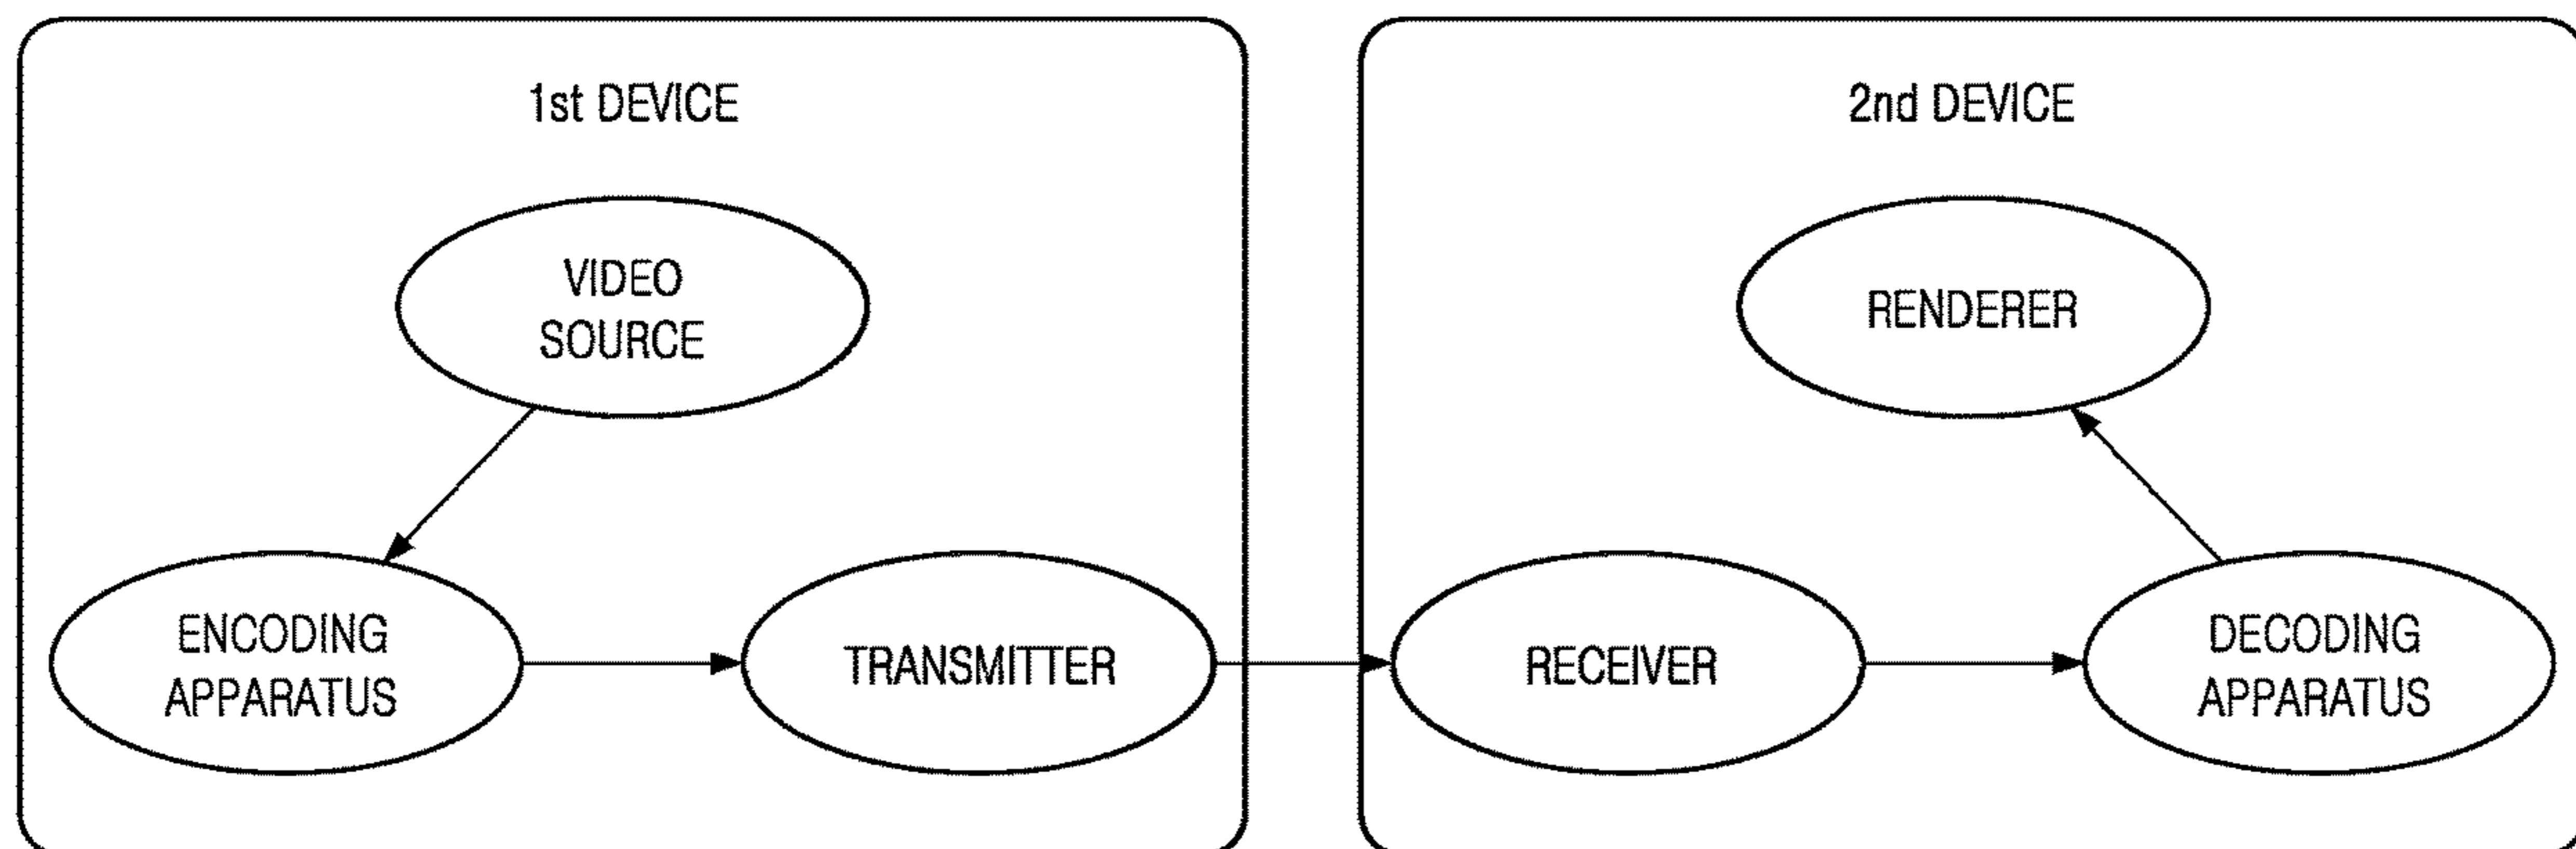 1st DEVICE
VIDEO
SOURCE
ENCODING
APPARATUS
TRANSMITTER
2nd DEVICE
RENDERER
RECEIVER
DECODING
APPARATUS